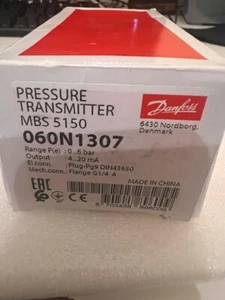 PRESSURE
TRANSMITTER
MBS 5150
060N1307
Danfoss
6430 Nordborg,
Denmark
Range P(e) : 0...6 bar
Output : 4...20 mA
El.conn. : Plug-Pg9 DIN43650
Mech.conn.: Flange G1/4 A
EAC
MADE IN CHINA